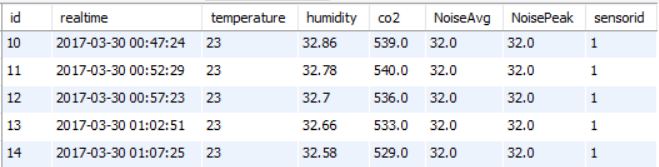 id realtime temperature humidity co2 NoiseAvg NoisePeak sensorid
10 2017-03-30 00:47:24 23 32.86 539.0 32.0 32.0 1
11 2017-03-30 00:52:29 23 32.78 540.0 32.0 32.0 1
12 2017-03-30 00:57:23 23 32.7 536.0 32.0 32.0 1
13 2017-03-30 01:02:51 23 32.66 533.0 32.0 32.0 1
14 2017-03-30 01:07:25 23 32.58 529.0 32.0 32.0 1